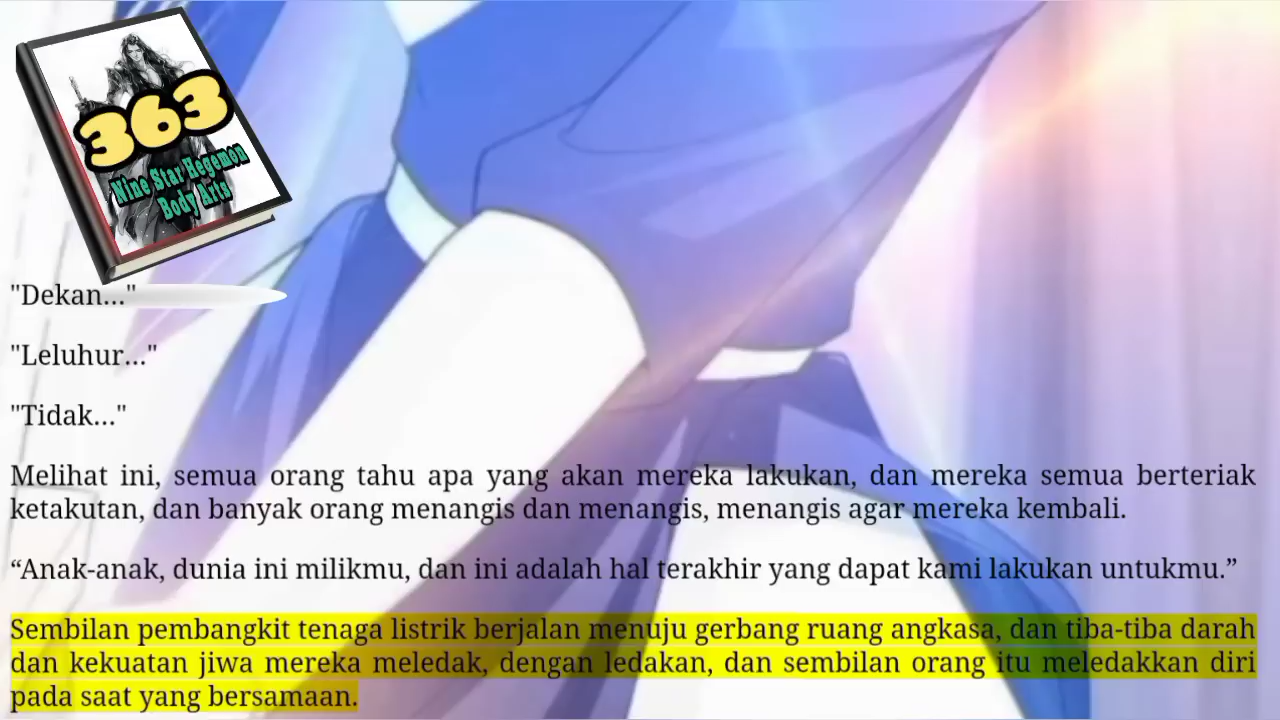 363
Nine Star Hegemon
Body Arts
"Dekan..."
"Leluhur..."
"Tidak..."
Melihat ini, semua orang tahu apa yang akan mereka lakukan, dan mereka semua berteriak
ketakutan, dan banyak orang menangis dan menangis, menangis agar mereka kembali.
“Anak-anak, dunia ini milikmu, dan ini adalah hal terakhir yang dapat kami lakukan untukmu.”
Sembilan pembangkit tenaga listrik berjalan menuju gerbang ruang angkasa, dan tiba-tiba darah
dan kekuatan jiwa mereka meledak, dengan ledakan, dan sembilan orang itu meledakkan diri
pada saat yang bersamaan.